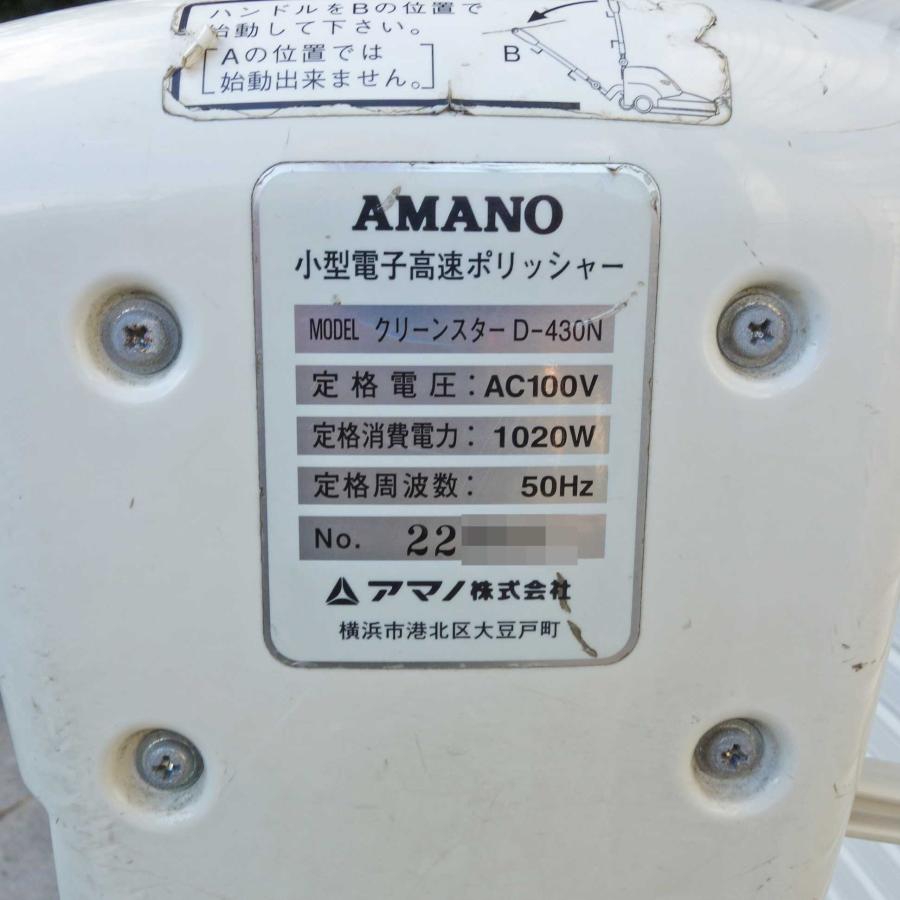 ハンドルをBの位置で
始動して下さい。
[Aの位置では
始動出来ません。]
B
AMANO
小型電子高速ポリッシャー
MODEL クリーンスター D-430N
定格電圧:AC100V
定格消費電力:1020W
定格周波数:50Hz
No. 22
アマノ株式会社
横浜市港北区大豆戸町